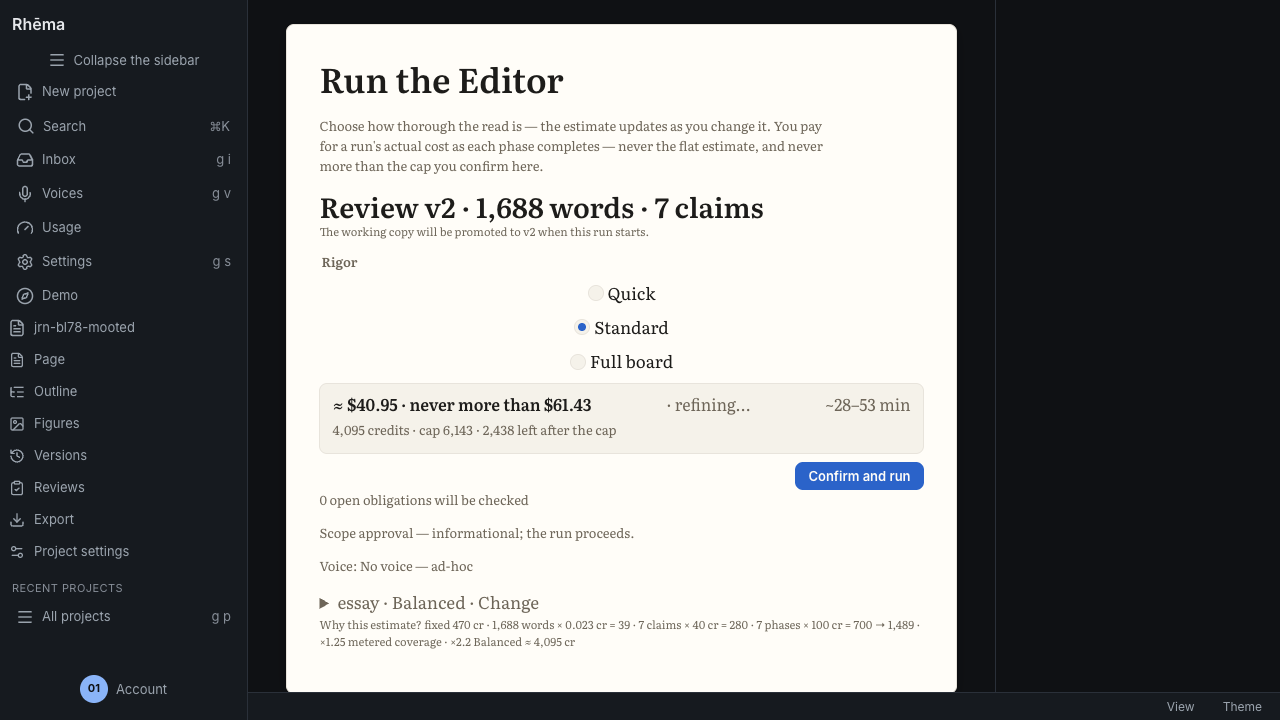 Rhēma
Collapse the sidebar
New project
Search ⌘K
Inbox g i
Voices g v
Usage
Settings g s
Demo
jrn-bl78-mooted
Page
Outline
Figures
Versions
Reviews
Export
Project settings
RECENT PROJECTS
All projects g p
01 Account
Run the Editor
Choose how thorough the read is — the estimate updates as you change it. You pay
for a run's actual cost as each phase completes — never the flat estimate, and never
more than the cap you confirm here.
Review v2 · 1,688 words · 7 claims
The working copy will be promoted to v2 when this run starts.
Rigor
Quick
Standard
Full board
≈ $40.95 · never more than $61.43 · refining… ~28–53 min
4,095 credits · cap 6,143 · 2,438 left after the cap
Confirm and run
0 open obligations will be checked
Scope approval — informational; the run proceeds.
Voice: No voice — ad-hoc
essay · Balanced · Change
Why this estimate? fixed 470 cr · 1,688 words × 0.023 cr = 39 · 7 claims × 40 cr = 280 · 7 phases × 100 cr = 700 → 1,489 ·
×1.25 metered coverage · ×2.2 Balanced ≈ 4,095 cr
View Theme